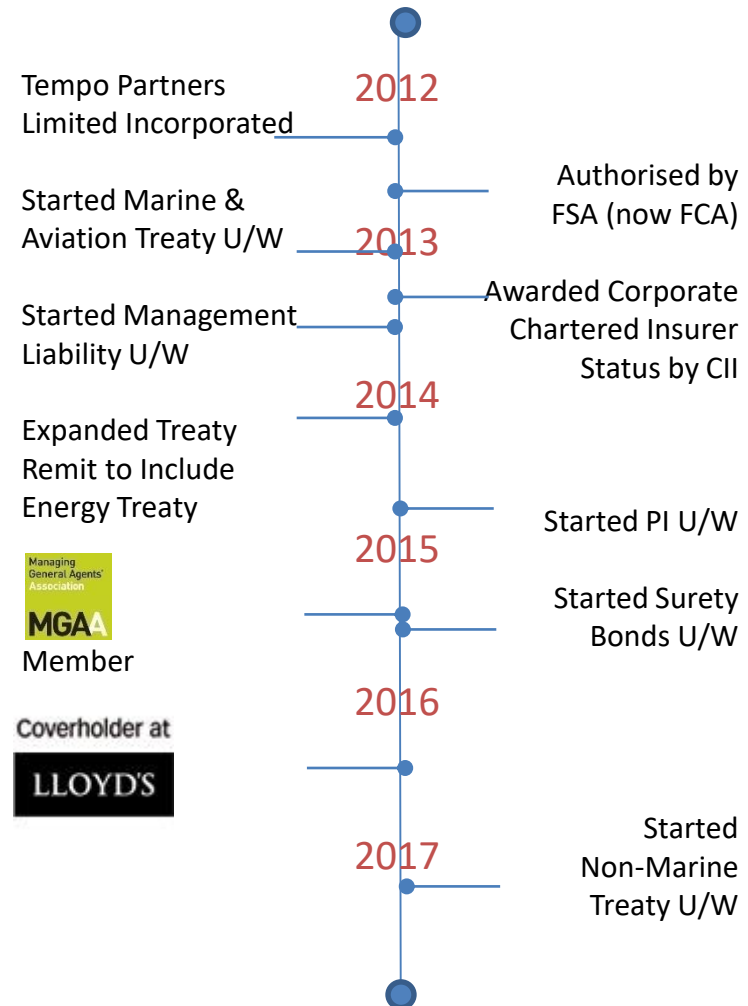 2012
Tempo Partners
Limited Incorporated
Authorised by
FSA (now FCA)
Started Marine &
Aviation Treaty U/W
2013
Awarded Corporate
Chartered Insurer
Status by CII
Started Management
Liability U/W
2014
Expanded Treaty
Remit to Include
Energy Treaty
Started PI U/W
2015
Managing
General Agents'
Association
MGAA
Member
Started Surety
Bonds U/W
2016
Coverholder at
LLOYD'S
2017
Started
Non-Marine
Treaty U/W